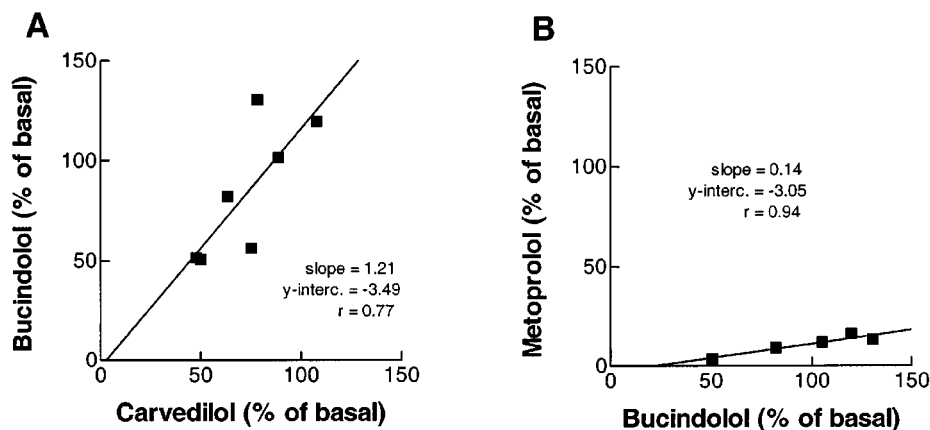 A
Bucindolol (% of basal)
150
100
50
0
slope = 1.21
y-interc. = -3.49
r = 0.77
0 50 100 150
Carvedilol (% of basal)
B
Metoprolol (% of basal)
150
100
50
0
slope = 0.14
y-interc. = -3.05
r = 0.94
0 50 100 150
Bucindolol (% of basal)